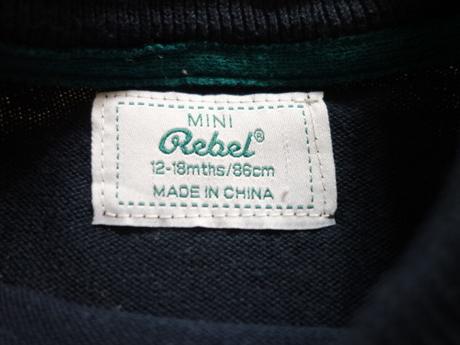 MINI
Rebel®
12-18mths/86cm
MADE IN CHINA